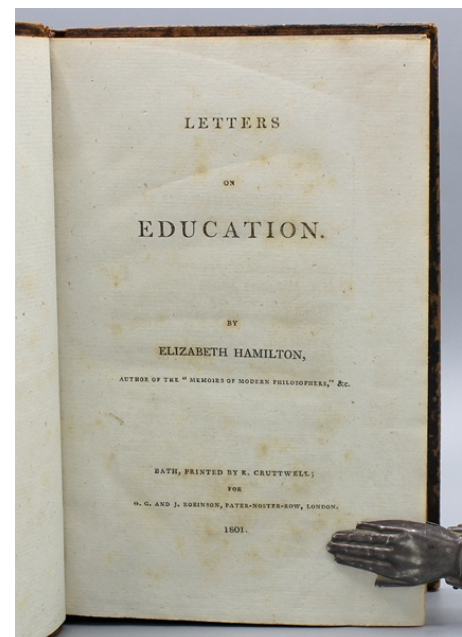 LETTERS
ON
EDUCATION.
BY
ELIZABETH HAMILTON,
AUTHOR OF THE " MEMOIRS OF MODERN PHILOSOPHERS," &c.
BATH, PRINTED BY R. CRUTTWELL;
FOR
G. G. AND J. ROBINSON, PATER-NOSTER-ROW, LONDON.
1801.